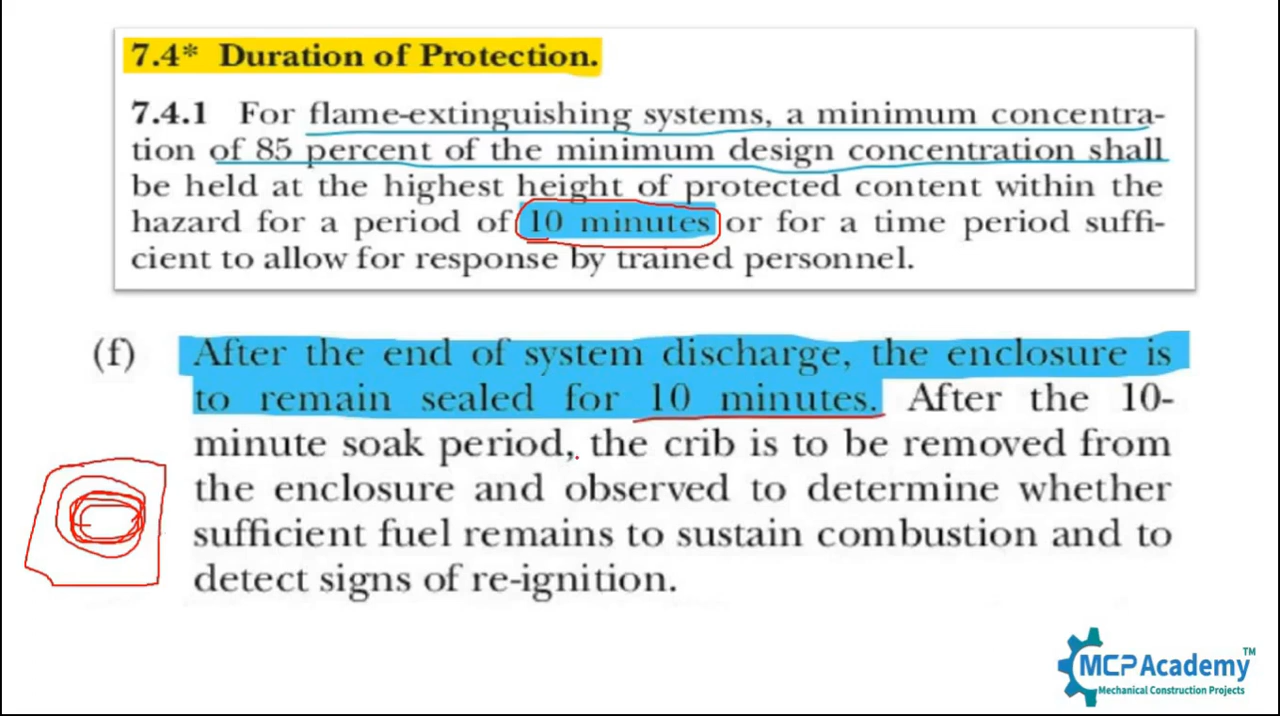 7.4* Duration of Protection.
7.4.1 For flame-extinguishing systems, a minimum concentra-
tion of 85 percent of the minimum design concentration shall
be held at the highest height of protected content within the
hazard for a period of 10 minutes or for a time period suffi-
cient to allow for response by trained personnel.
(f) After the end of system discharge, the enclosure is
to remain sealed for 10 minutes. After the 10-
minute soak period, the crib is to be removed from
the enclosure and observed to determine whether
sufficient fuel remains to sustain combustion and to
detect signs of re-ignition.
MCP Academy TM
Mechanical Construction Projects